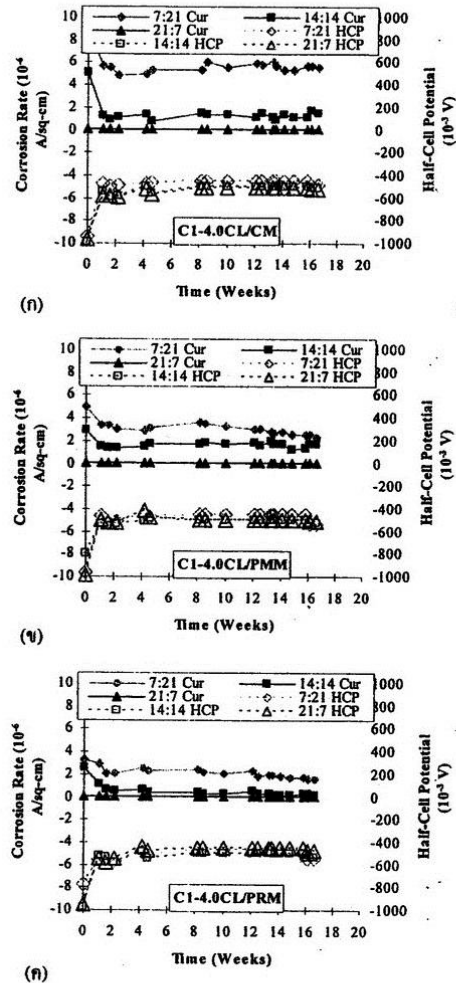 7:21 Cur 14:14 Cur
21:7 Cur 7:21 HCP
14:14 HCP 21:7 HCP
10
8
6
4
2
0
-2
-4
-6
-8
-10
1000
800
600
400
200
0
-200
-400
-600
-800
-1000
Corrosion Rate (10⁻⁶
A/sq-cm)
Half-Cell Potential
(10⁻³ V)
C1-4.0CL/CM
0 2 4 6 8 10 12 14 16 18 20
Time (Weeks)
(ก)
7:21 Cur 14:14 Cur
21:7 Cur 7:21 HCP
14:14 HCP 21:7 HCP
10
8
6
4
2
0
-2
-4
-6
-8
-10
1000
800
600
400
200
0
-200
-400
-600
-800
-1000
Corrosion Rate (10⁻⁶
A/sq-cm)
Half-Cell Potential
(10⁻³ V)
C1-4.0CL/PMM
0 2 4 6 8 10 12 14 16 18 20
Time (Weeks)
(ข)
7:21 Cur 14:14 Cur
21:7 Cur 7:21 HCP
14:14 HCP 21:7 HCP
10
8
6
4
2
0
-2
-4
-6
-8
-10
1000
800
600
400
200
0
-200
-400
-600
-800
-1000
Corrosion Rate (10⁻⁶
A/sq-cm)
Half-Cell Potential
(10⁻³ V)
C1-4.0CL/PRM
0 2 4 6 8 10 12 14 16 18 20
Time (Weeks)
(ค)